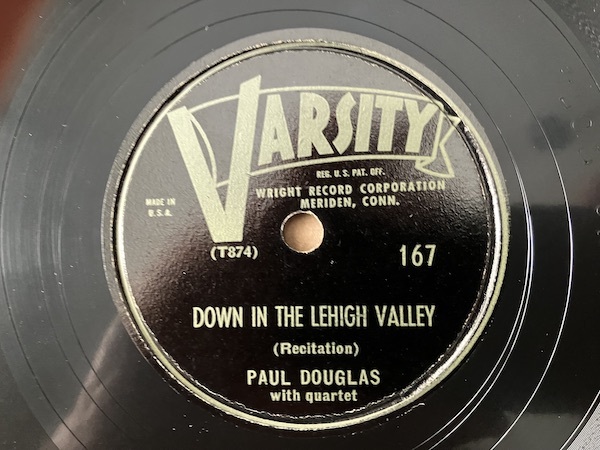 VARSITY
REG. U.S. PAT. OFF.
WRIGHT RECORD CORPORATION
MERIDEN, CONN.
MADE IN
U.S.A.
(T874)
167
DOWN IN THE LEHIGH VALLEY
(Recitation)
PAUL DOUGLAS
with quartet